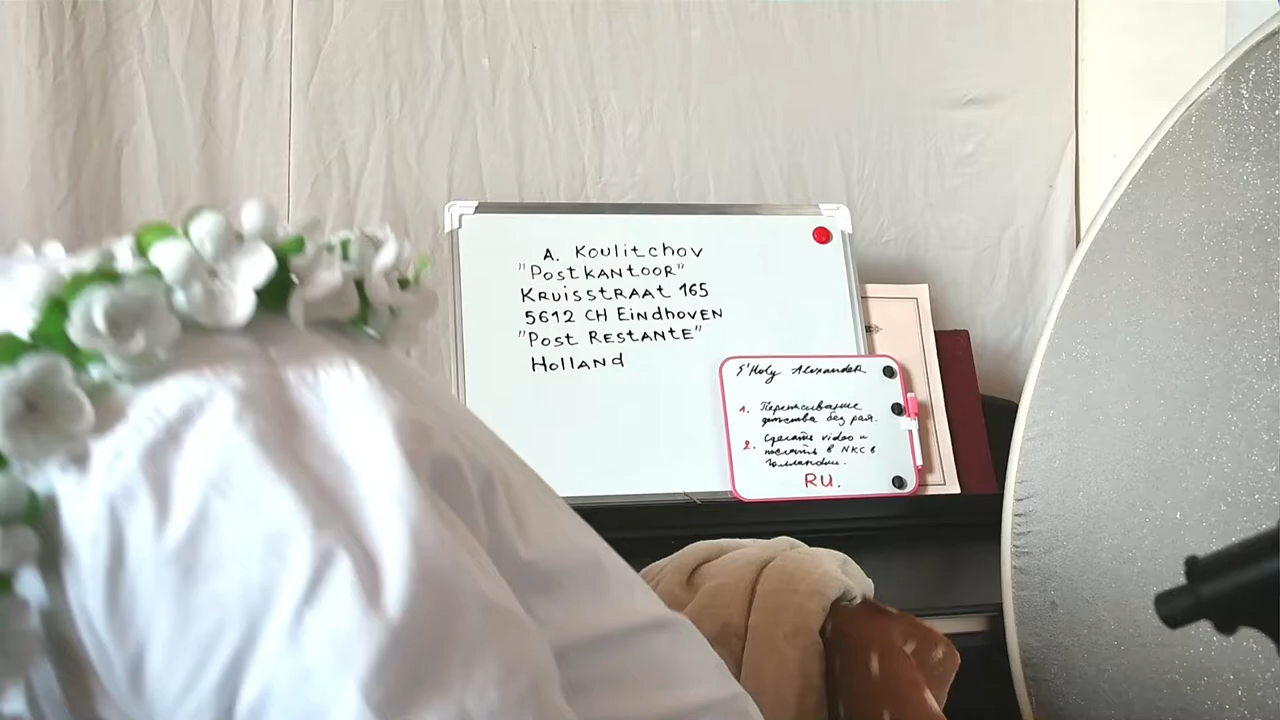 A. Koulitchov
"Postkantoor"
Kruisstraat 165
5612 CH Eindhoven
"Post Restante"
Holland
S'Holy Alexander
1. Переживание
детства без рая.
2. Сделать video и
послать в NKC в
Голландии.
RU.